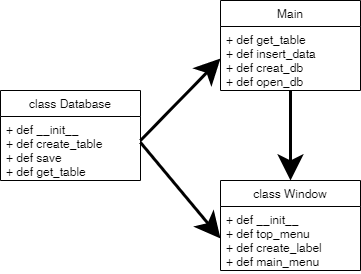 Main
+ def get_table
+ def insert_data
+ def creat_db
+ def open_db
class Database
+ def __init__
+ def create_table
+ def save
+ def get_table
class Window
+ def __init__
+ def top_menu
+ def create_label
+ def main_menu